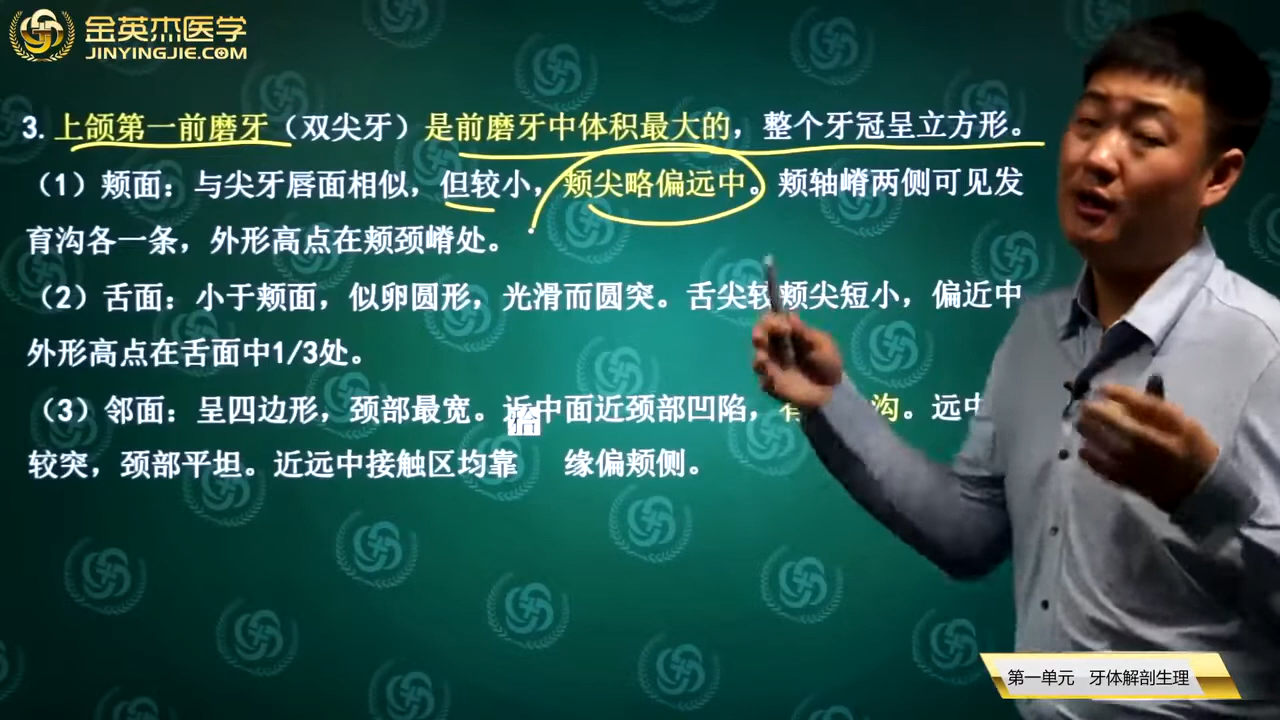 金英杰医学
JINYINGJIE.COM
3.上颌第一前磨牙（双尖牙）是前磨牙中体积最大的，整个牙冠呈立方形。
（1）颊面：与尖牙唇面相似，但较小，颊尖略偏远中。颊轴嵴两侧可见发
育沟各一条，外形高点在颊颈嵴处。
（2）舌面：小于颊面，似卵圆形，光滑而圆突。舌尖较颊尖短小，偏近中
外形高点在舌面中1/3处。
（3）邻面：呈四边形，颈部最宽。近中面近颈部凹陷，有 沟。远中
较突，颈部平坦。近远中接触区均靠 缘偏颊侧。
第一单元 牙体解剖生理